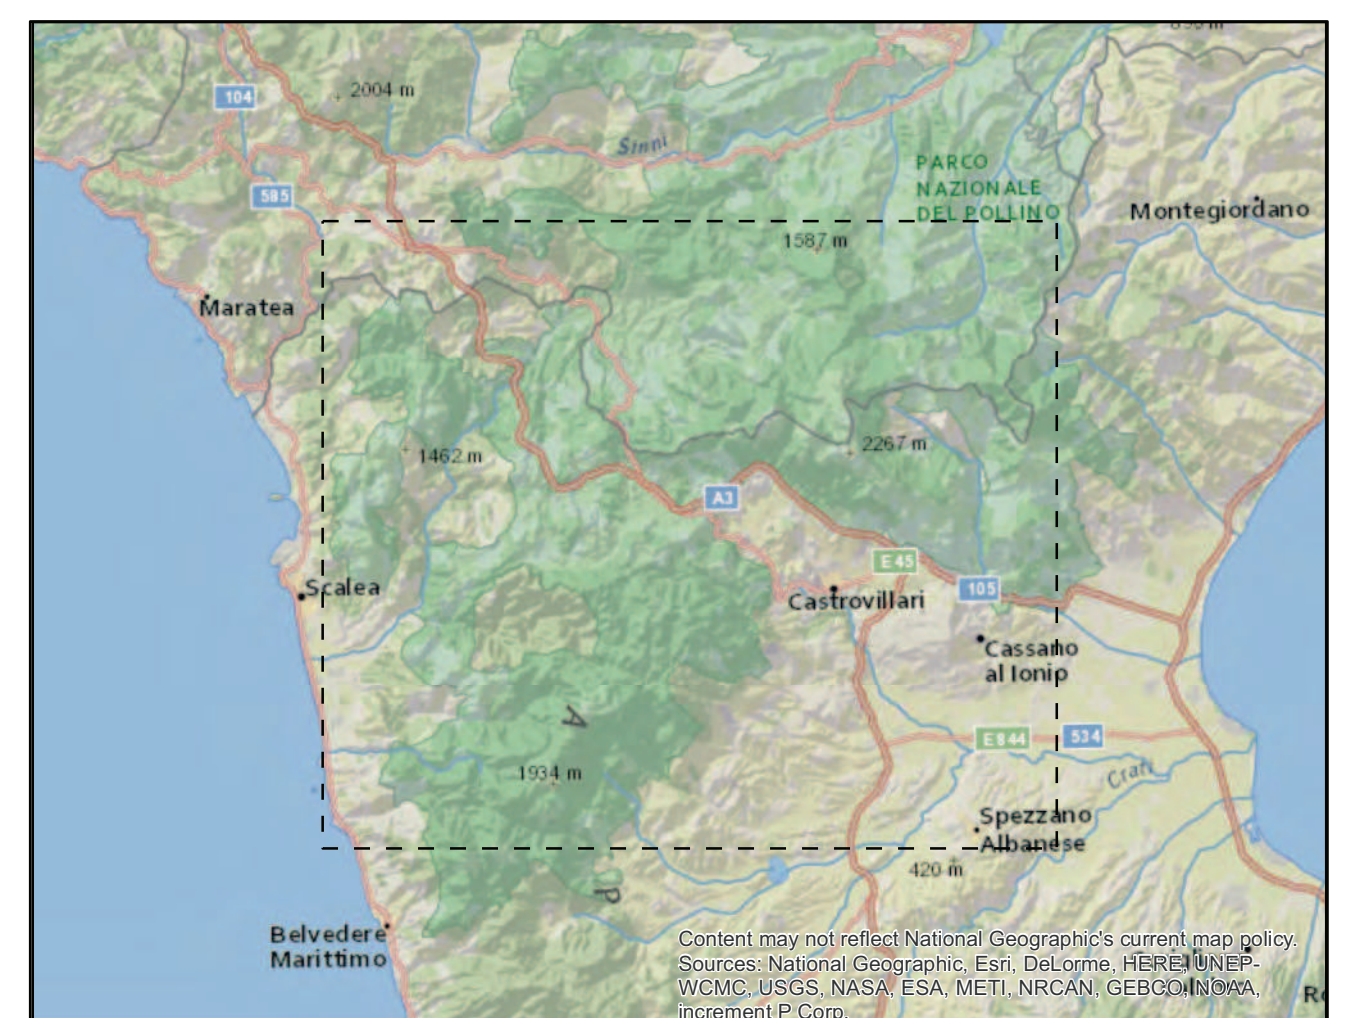 104
2004 m
Sinni
585
PARCO
NAZIONALE
DEL POLLINO
Montegiordano
1587 m
Maratea
1462 m
2267 m
A3
E 45
105
Scalea
Castrovillari
Cassano
al Ionio
A
E844
534
1934 m
Crati
Spezzano
Albanese
420 m
P
Belvedere
Marittimo
Content may not reflect National Geographic's current map policy.
Sources: National Geographic, Esri, DeLorme, HERE, UNEP-
WCMC, USGS, NASA, ESA, METI, NRCAN, GEBCO, NOAA,
increment P Corp.